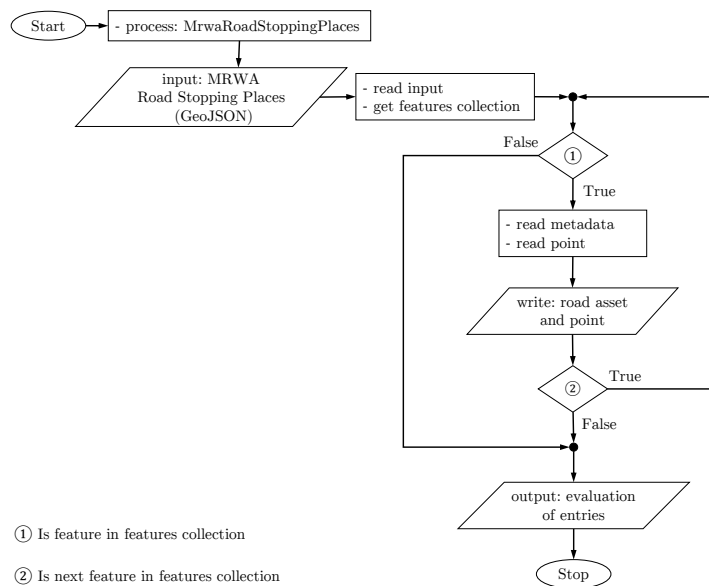 Start
- process: MrwaRoadStoppingPlaces
input: MRWA
Road Stopping Places
(GeoJSON)
- read input
- get features collection
False
①
True
- read metadata
- read point
write: road asset
and point
②
True
False
output: evaluation
of entries
Stop
① Is feature in features collection
② Is next feature in features collection